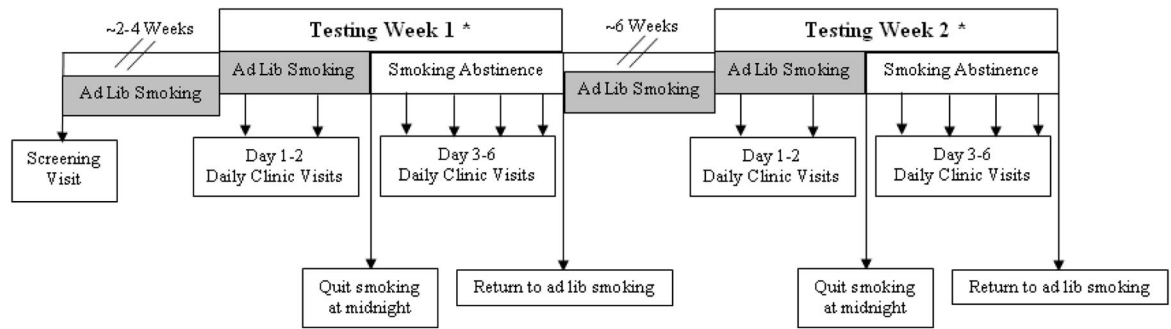 ~2-4 Weeks
Testing Week 1 *
~6 Weeks
Testing Week 2 *
Ad Lib Smoking
Ad Lib Smoking
Smoking Abstinence
Ad Lib Smoking
Ad Lib Smoking
Smoking Abstinence
Screening
Visit
Day 1-2
Daily Clinic Visits
Day 3-6
Daily Clinic Visits
Day 1-2
Daily Clinic Visits
Day 3-6
Daily Clinic Visits
Quit smoking
at midnight
Return to ad lib smoking
Quit smoking
at midnight
Return to ad lib smoking